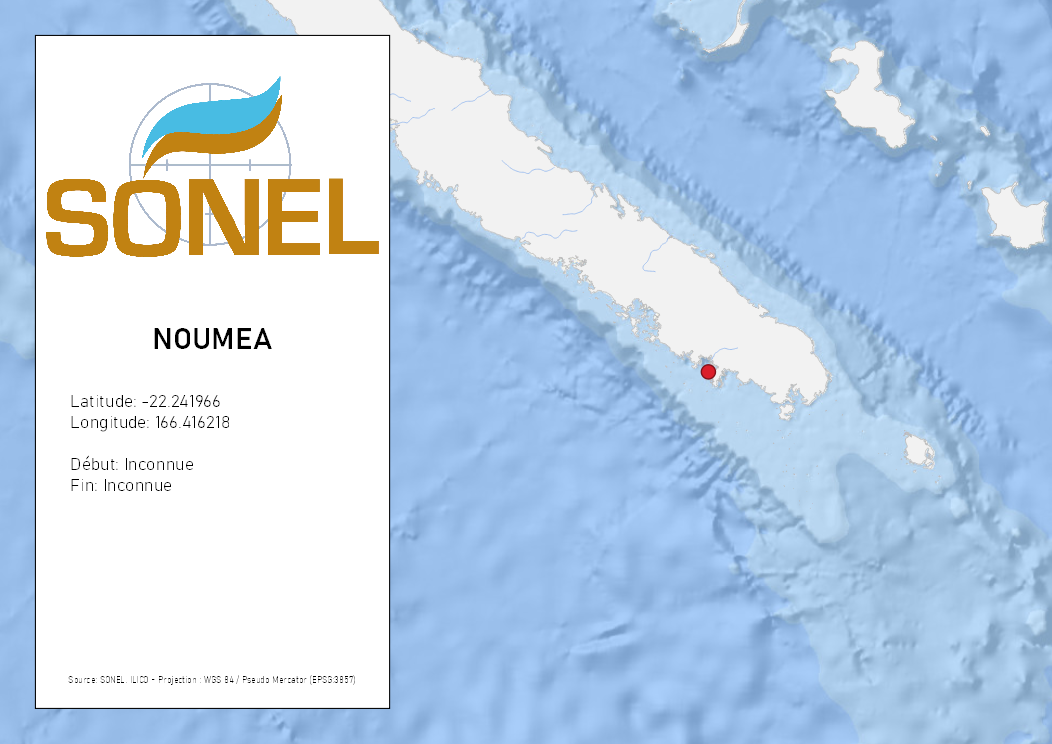 SONEL
NOUMEA
Latitude: -22.241966
Longitude: 166.416218
Début: Inconnue
Fin: Inconnue
Source: SONEL, ILICO - Projection : WGS 84 / Pseudo Mercator (EPSG:3857)